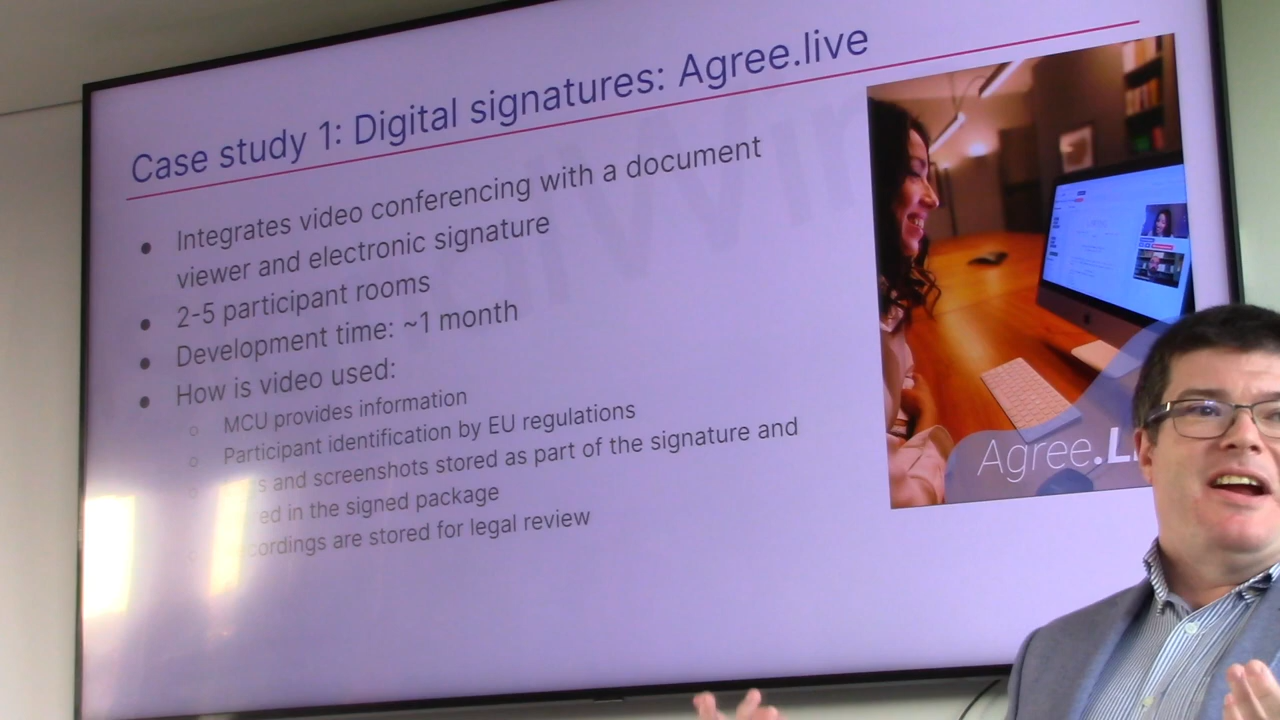 Case study 1: Digital signatures: Agree.live
● Integrates video conferencing with a document
viewer and electronic signature
● 2-5 participant rooms
● Development time: ~1 month
● How is video used:
○ MCU provides information
○ Participant identification by EU regulations
○ and screenshots stored as part of the signature and
in the signed package
○ are stored for legal review
Agree.